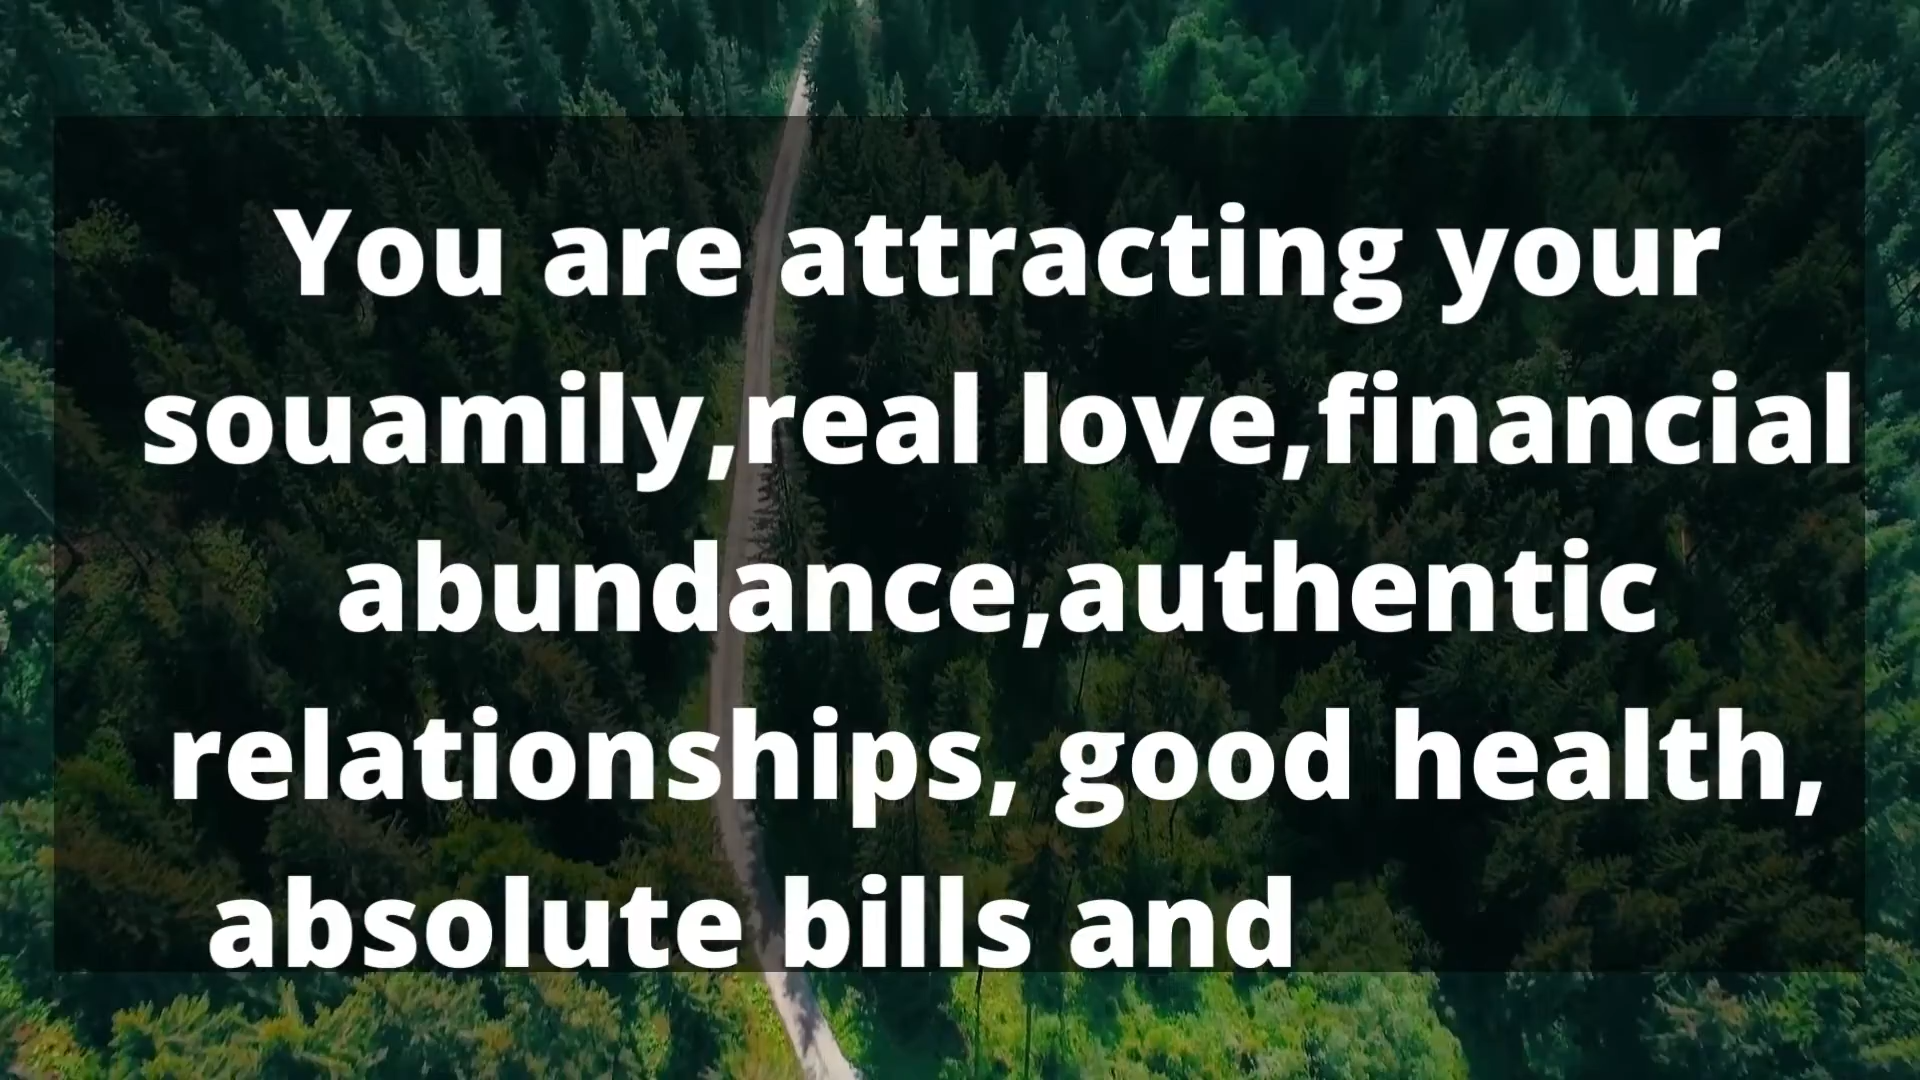 You are attracting your
souamily,real love,financial
abundance,authentic
relationships, good health,
absolute bills and